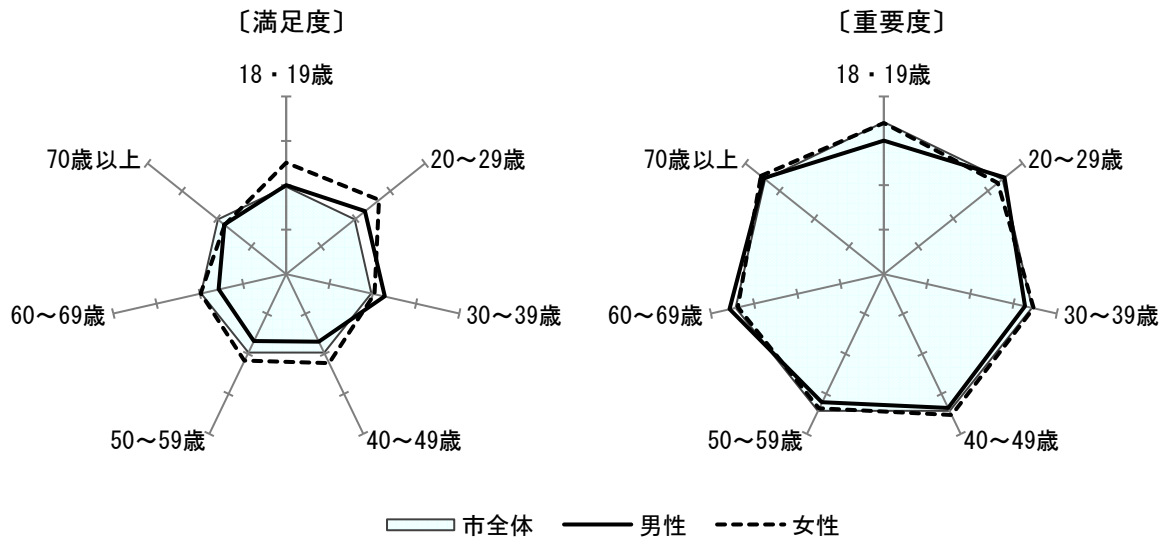 〔満足度〕
18・19歳
20～29歳
30～39歳
40～49歳
50～59歳
60～69歳
70歳以上
〔重要度〕
18・19歳
20～29歳
30～39歳
40～49歳
50～59歳
60～69歳
70歳以上
市全体
男性
女性